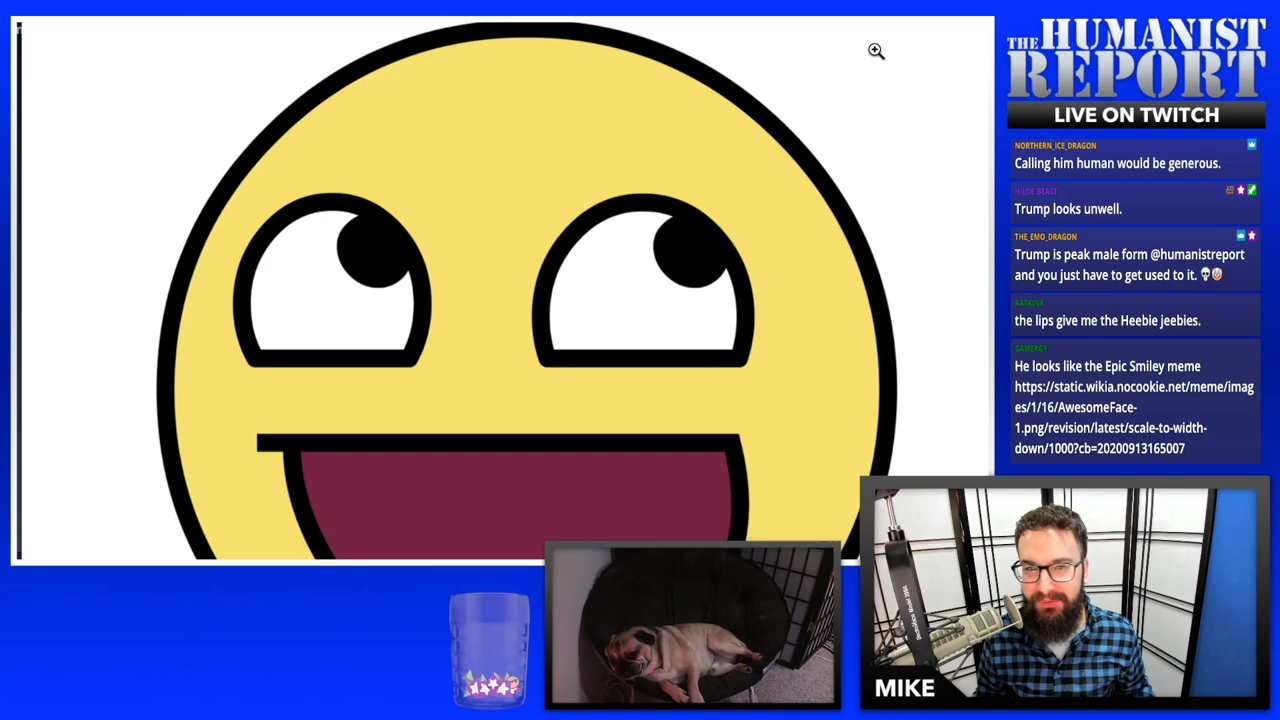 THE HUMANIST
REPORT
LIVE ON TWITCH
NORTHERN_ICE_DRAGON
Calling him human would be generous.
HILDE_BEAST
Trump looks unwell.
THE_EMO_DRAGON
Trump is peak male form @humanistreport
and you just have to get used to it. 💀🤡
the lips give me the Heebie jeebies.
GAMERGY
He looks like the Epic Smiley meme
https://static.wikia.nocookie.net/meme/imag
es/1/16/AwesomeFace-
1.png/revision/latest/scale-to-width-
down/1000?cb=20200913165007
MIKE